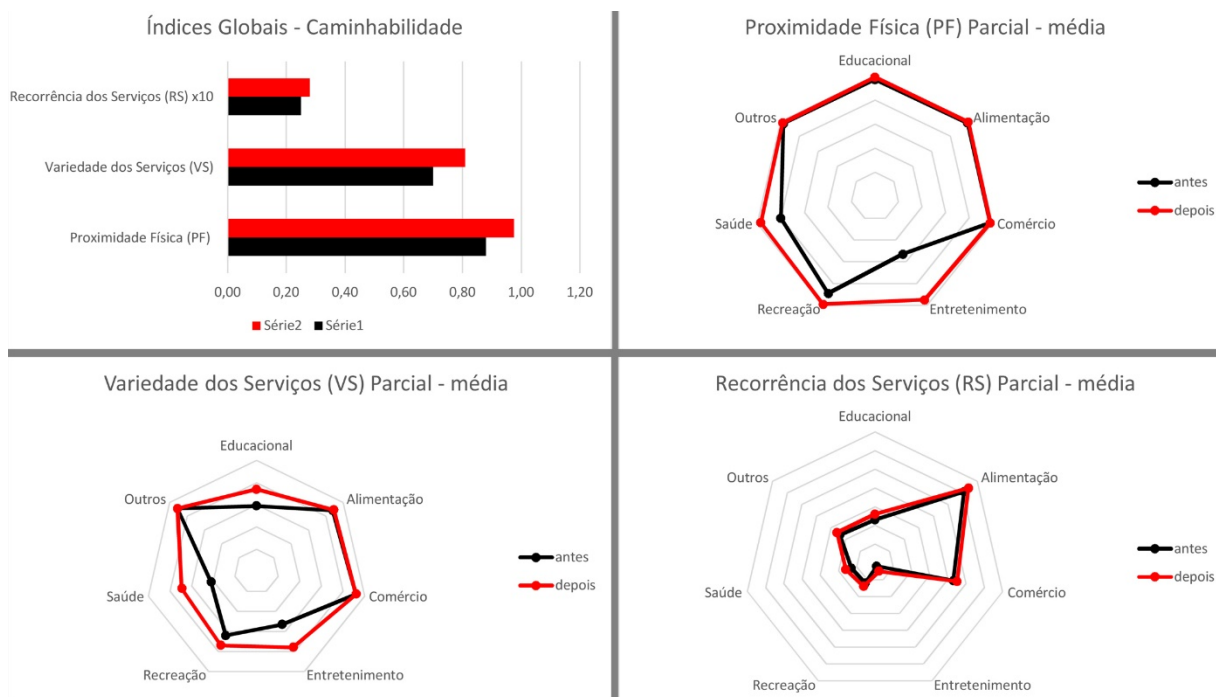 Índices Globais - Caminhabilidade
Recorrência dos Serviços (RS) x10
Variedade dos Serviços (VS)
Proximidade Física (PF)
0,00 0,20 0,40 0,60 0,80 1,00 1,20
Série2 Série1
Proximidade Física (PF) Parcial - média
Educacional
Outros
Alimentação
Saúde
Comércio
Recreação
Entretenimento
antes
depois
Variedade dos Serviços (VS) Parcial - média
Educacional
Outros
Alimentação
Saúde
Comércio
Recreação
Entretenimento
antes
depois
Recorrência dos Serviços (RS) Parcial - média
Educacional
Outros
Alimentação
Saúde
Comércio
Recreação
Entretenimento
antes
depois